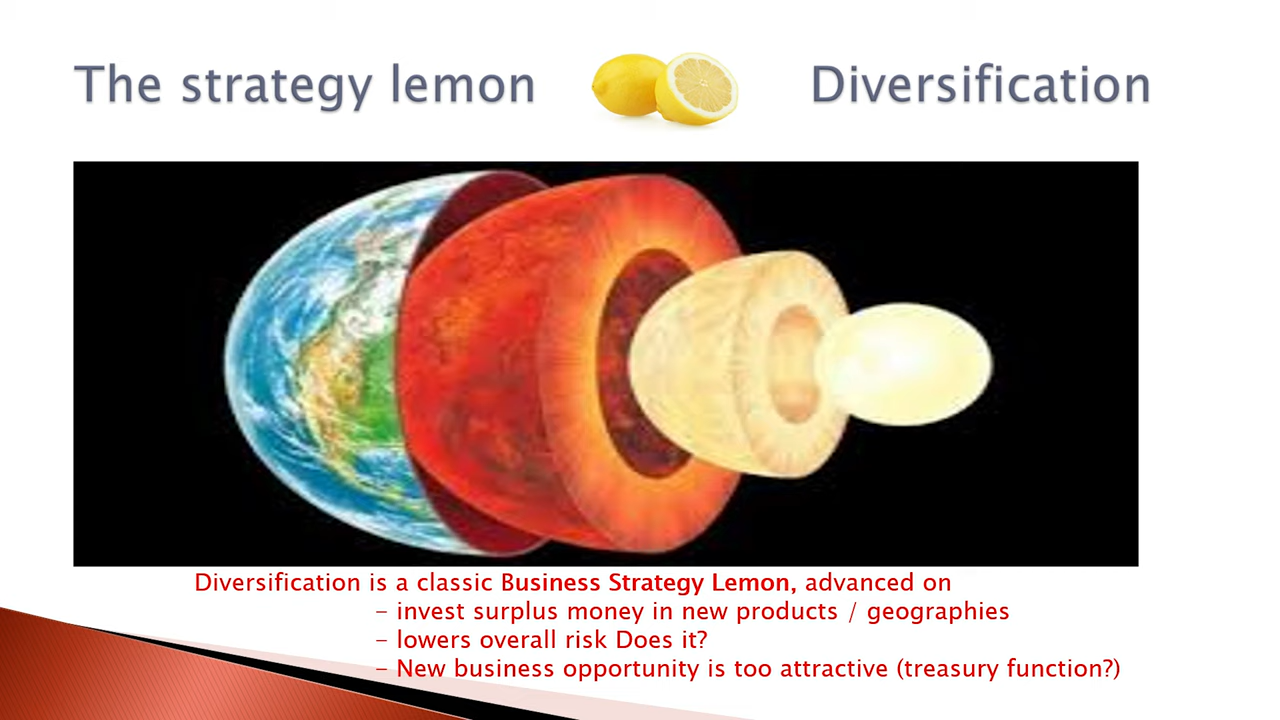 The strategy lemon Diversification
Diversification is a classic Business Strategy Lemon, advanced on
– invest surplus money in new products / geographies
– lowers overall risk Does it?
– New business opportunity is too attractive (treasury function?)